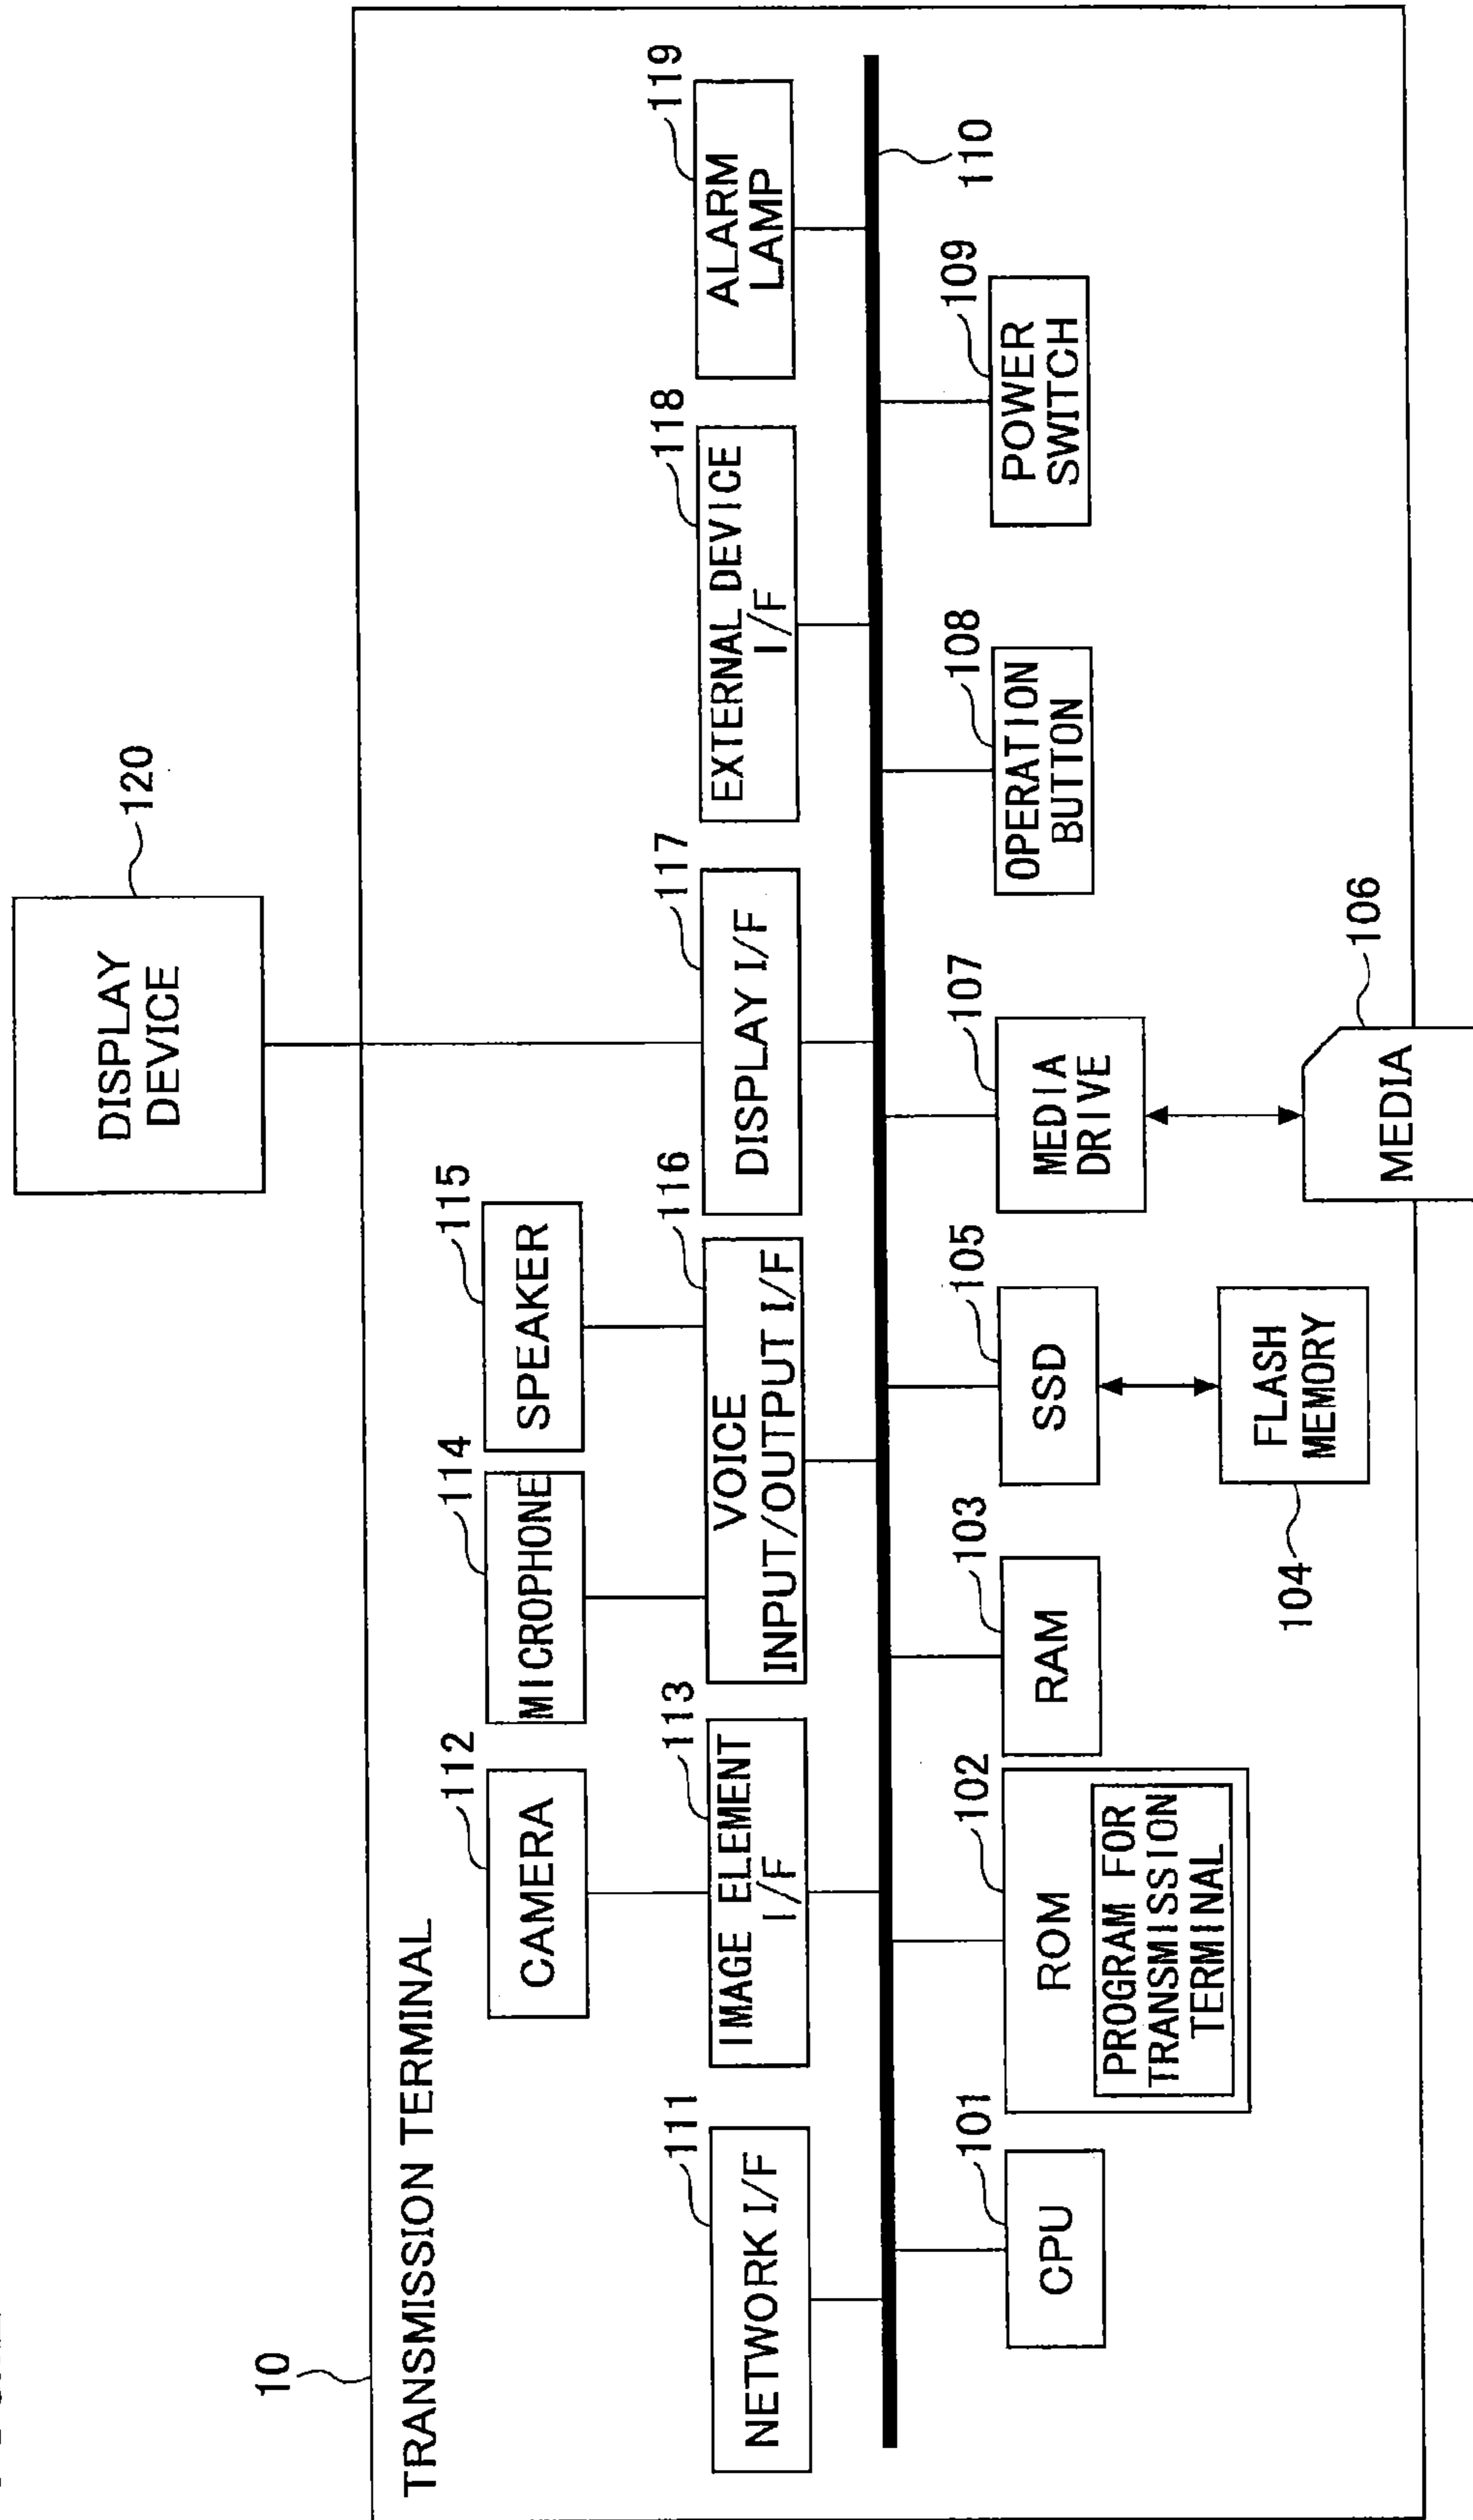 DISPLAY
DEVICE
120
10
TRANSMISSION TERMINAL
112
CAMERA
114
MICROPHONE
115
SPEAKER
111
NETWORK I/F
113
IMAGE ELEMENT
I/F
116
VOICE
INPUT/OUTPUT I/F
117
DISPLAY I/F
118
EXTERNAL DEVICE
I/F
119
ALARM
LAMP
110
101
CPU
102
ROM
PROGRAM FOR
TRANSMISSION
TERMINAL
103
RAM
105
SSD
104
FLASH
MEMORY
107
MEDIA
DRIVE
106
MEDIA
108
OPERATION
BUTTON
109
POWER
SWITCH